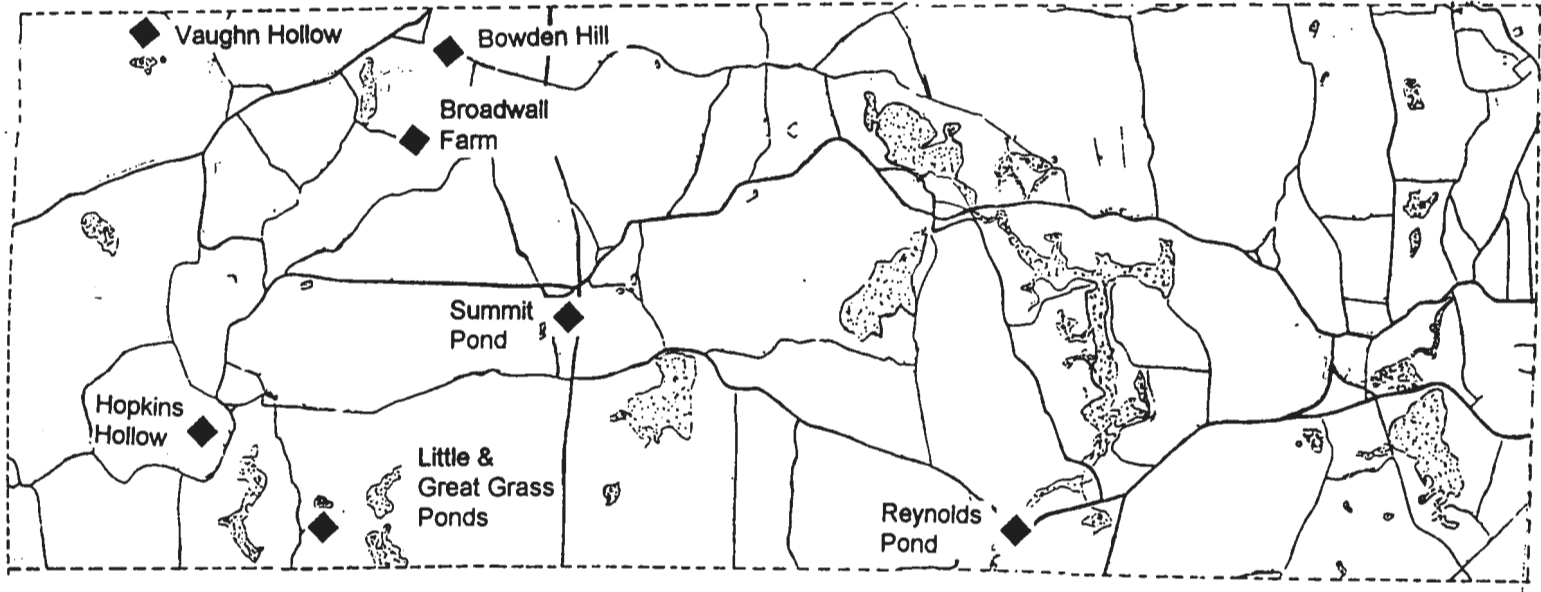 Vaughn Hollow
Bowden Hill
Broadwall
Farm
Summit
Pond
Hopkins
Hollow
Little &
Great Grass
Ponds
Reynolds
Pond